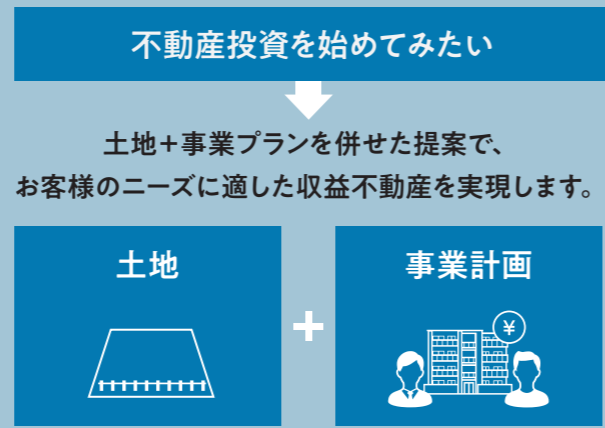 不動産投資を始めてみたい
土地+事業プランを併せた提案で、
お客様のニーズに適した収益不動産を実現します。
土地
+
事業計画
¥